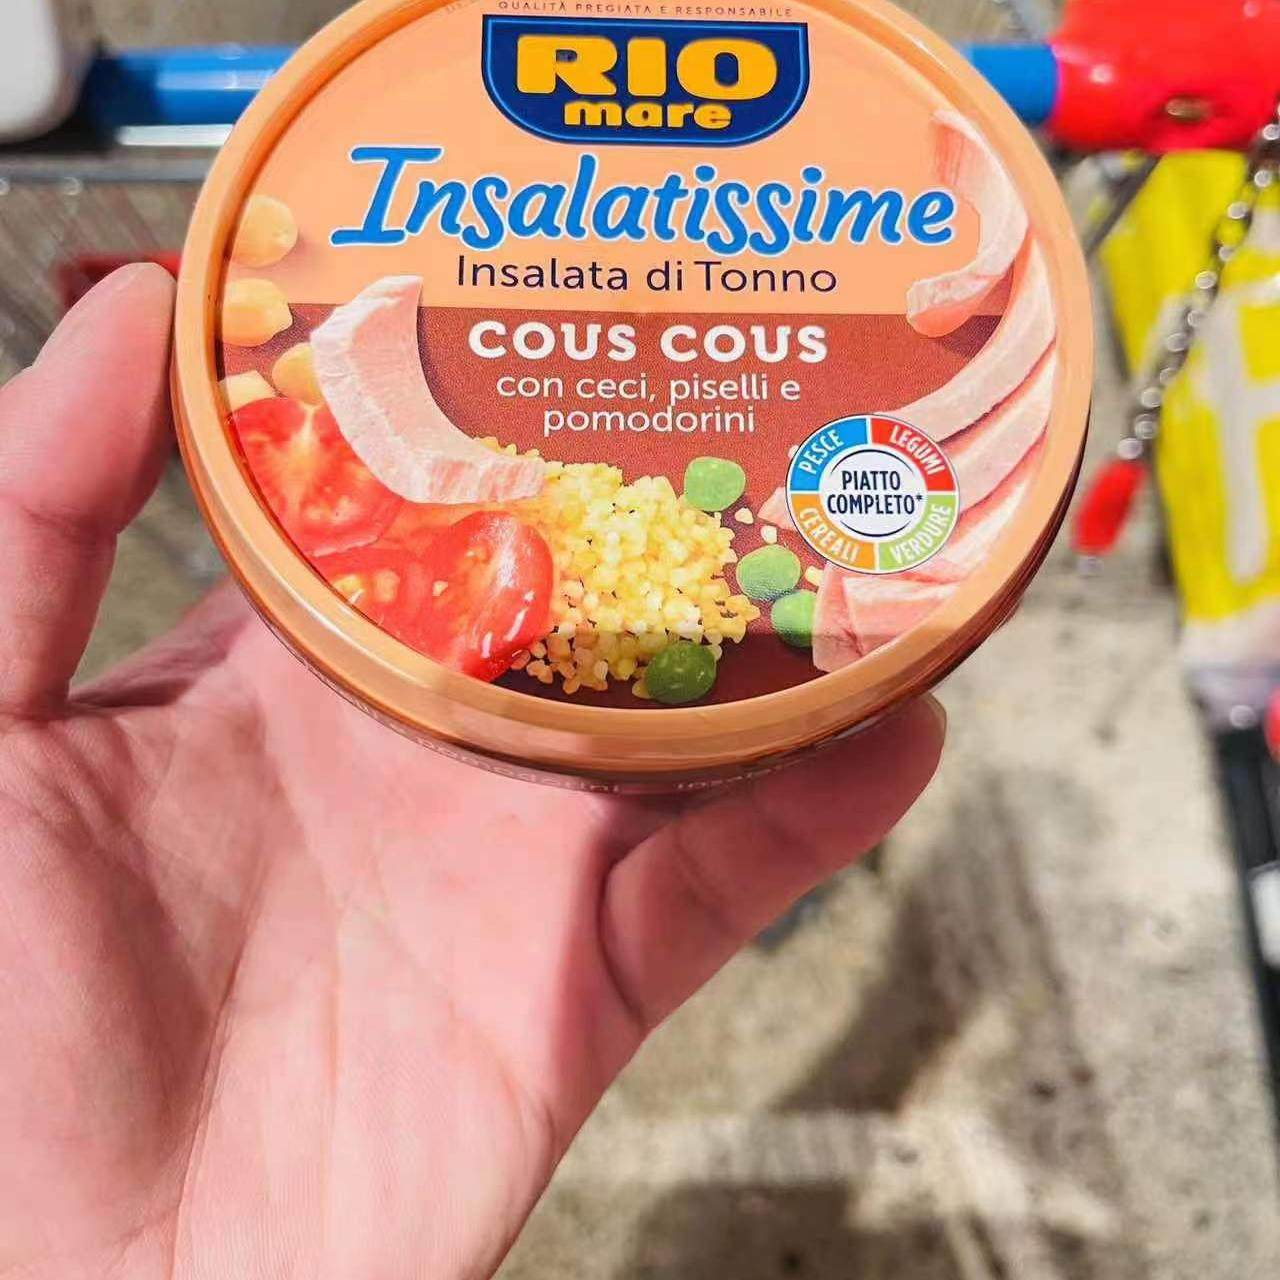 QUALITÀ PREGIATA E RESPONSABILE
RIO
mare
Insalatissime
Insalata di Tonno
COUS COUS
con ceci, piselli e
pomodorini
PESCE
LEGUMI
PIATTO
COMPLETO*
CEREALI
VERDURE
pomodorini